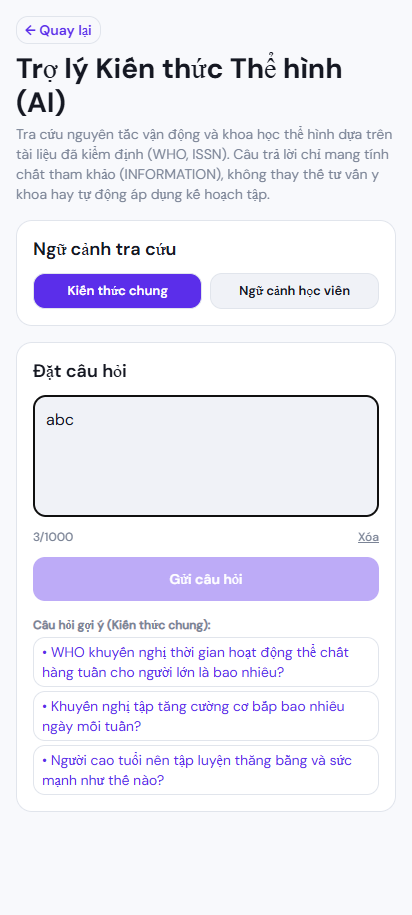 ← Quay lại
Trợ lý Kiến thức Thể hình
(AI)
Tra cứu nguyên tắc vận động và khoa học thể hình dựa trên
tài liệu đã kiểm định (WHO, ISSN). Câu trả lời chỉ mang tính
chất tham khảo (INFORMATION), không thay thế tư vấn y
khoa hay tự động áp dụng kế hoạch tập.
Ngữ cảnh tra cứu
Kiến thức chung
Ngữ cảnh học viên
Đặt câu hỏi
abc
3/1000
Xóa
Gửi câu hỏi
Câu hỏi gợi ý (Kiến thức chung):
• WHO khuyến nghị thời gian hoạt động thể chất
hàng tuần cho người lớn là bao nhiêu?
• Khuyến nghị tập tăng cường cơ bắp bao nhiêu
ngày mỗi tuần?
• Người cao tuổi nên tập luyện thăng bằng và sức
mạnh như thế nào?